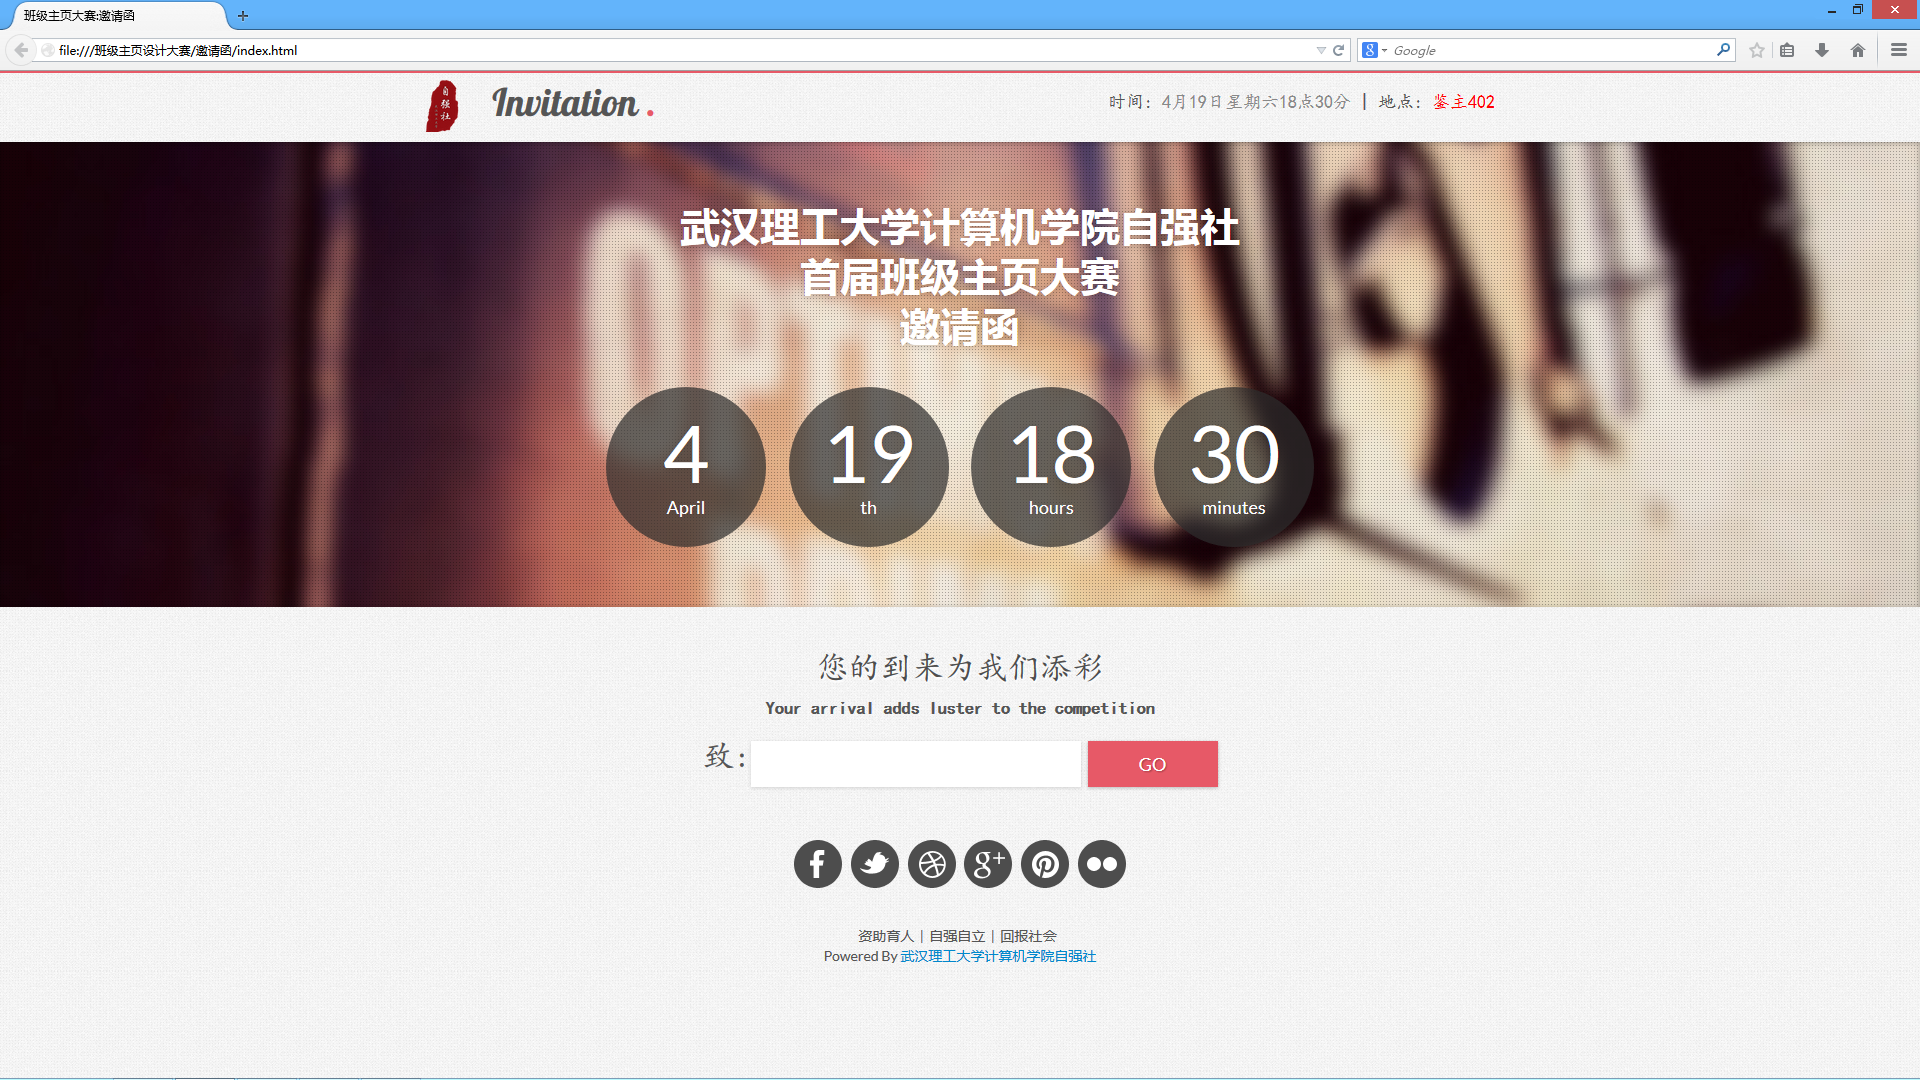 班级主页大赛:邀请函
file:///班级主页设计大赛/邀请函/index.html
Google
自强社
Invitation .
时间：4月19日星期六18点30分 | 地点：鉴主402
武汉理工大学计算机学院自强社
首届班级主页大赛
邀请函
4
April
19
th
18
hours
30
minutes
您的到来为我们添彩
Your arrival adds luster to the competition
致:
GO
资助育人 | 自强自立 | 回报社会
Powered By 武汉理工大学计算机学院自强社